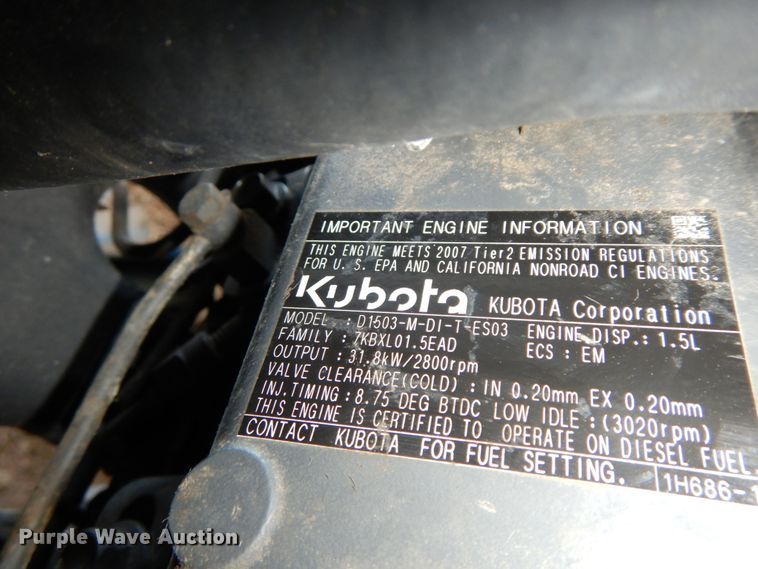 IMPORTANT ENGINE INFORMATION
THIS ENGINE MEETS 2007 Tier2 EMISSION REGULATIONS
FOR U. S. EPA AND CALIFORNIA NONROAD CI ENGINES.
Kubota KUBOTA Corporation
MODEL : D1503-M-DI-T-ES03 ENGINE DISP.: 1.5L
FAMILY : 7KBXL01.5EAD ECS : EM
OUTPUT : 31.8kW/2800rpm
VALVE CLEARANCE(COLD) : IN 0.20mm EX 0.20mm
INJ.TIMING : 8.75 DEG BTDC LOW IDLE :(3020rpm)
THIS ENGINE IS CERTIFIED TO OPERATE ON DIESEL FUEL.
CONTACT KUBOTA FOR FUEL SETTING. 1H686-1
Purple Wave Auction